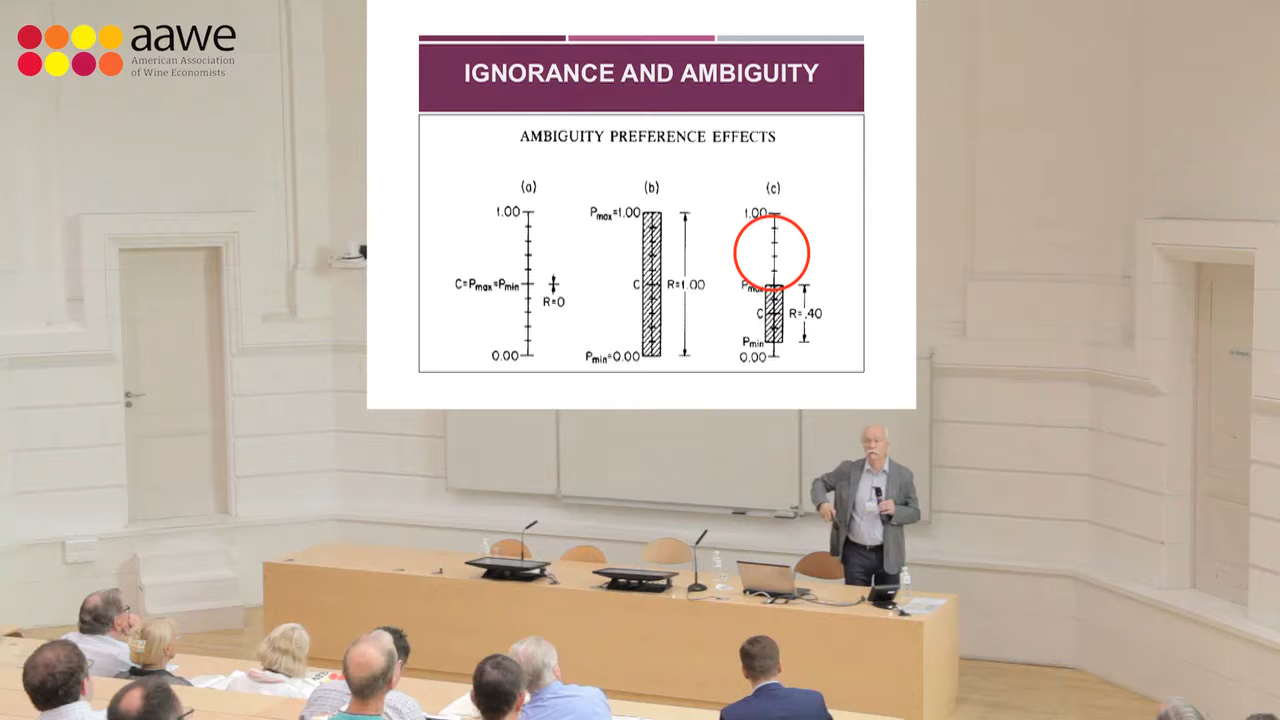 aawe
American Association
of Wine Economists
IGNORANCE AND AMBIGUITY
AMBIGUITY PREFERENCE EFFECTS
(a)
1.00
C=Pmax=Pmin
R=0
0.00
(b)
Pmax=1.00
C
R=1.00
Pmin=0.00
(c)
1.00
Pmax
C
R=.40
Pmin
0.00